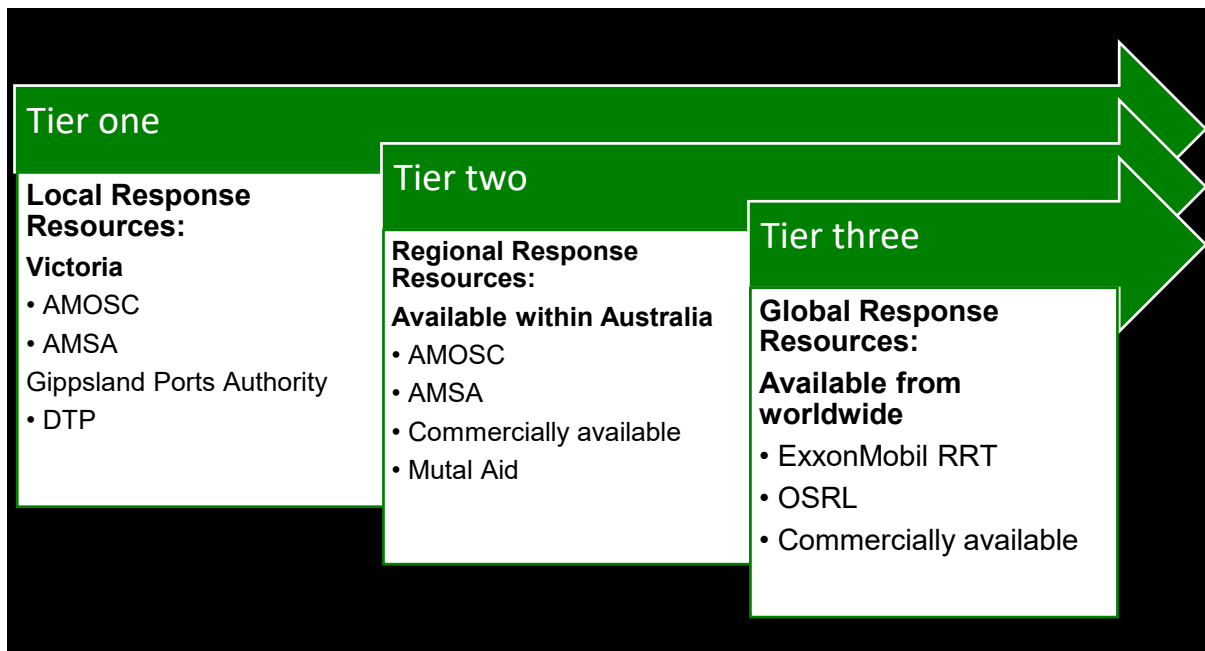 Tier one
Local Response
Resources:
Victoria
• AMOSC
• AMSA
Gippsland Ports Authority
• DTP
Tier two
Regional Response
Resources:
Available within Australia
• AMOSC
• AMSA
• Commercially available
• Mutal Aid
Tier three
Global Response
Resources:
Available from
worldwide
• ExxonMobil RRT
• OSRL
• Commercially available